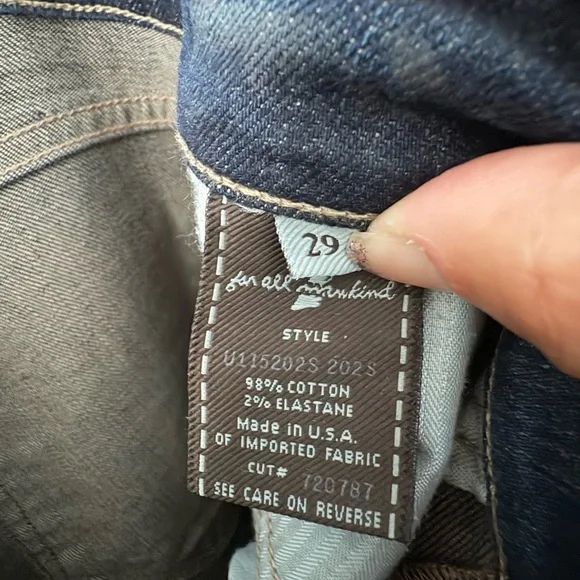 29
for all mankind
STYLE
U115202S 202S
98% COTTON
2% ELASTANE
Made in U.S.A.
OF IMPORTED FABRIC
CUT# 720787
SEE CARE ON REVERSE